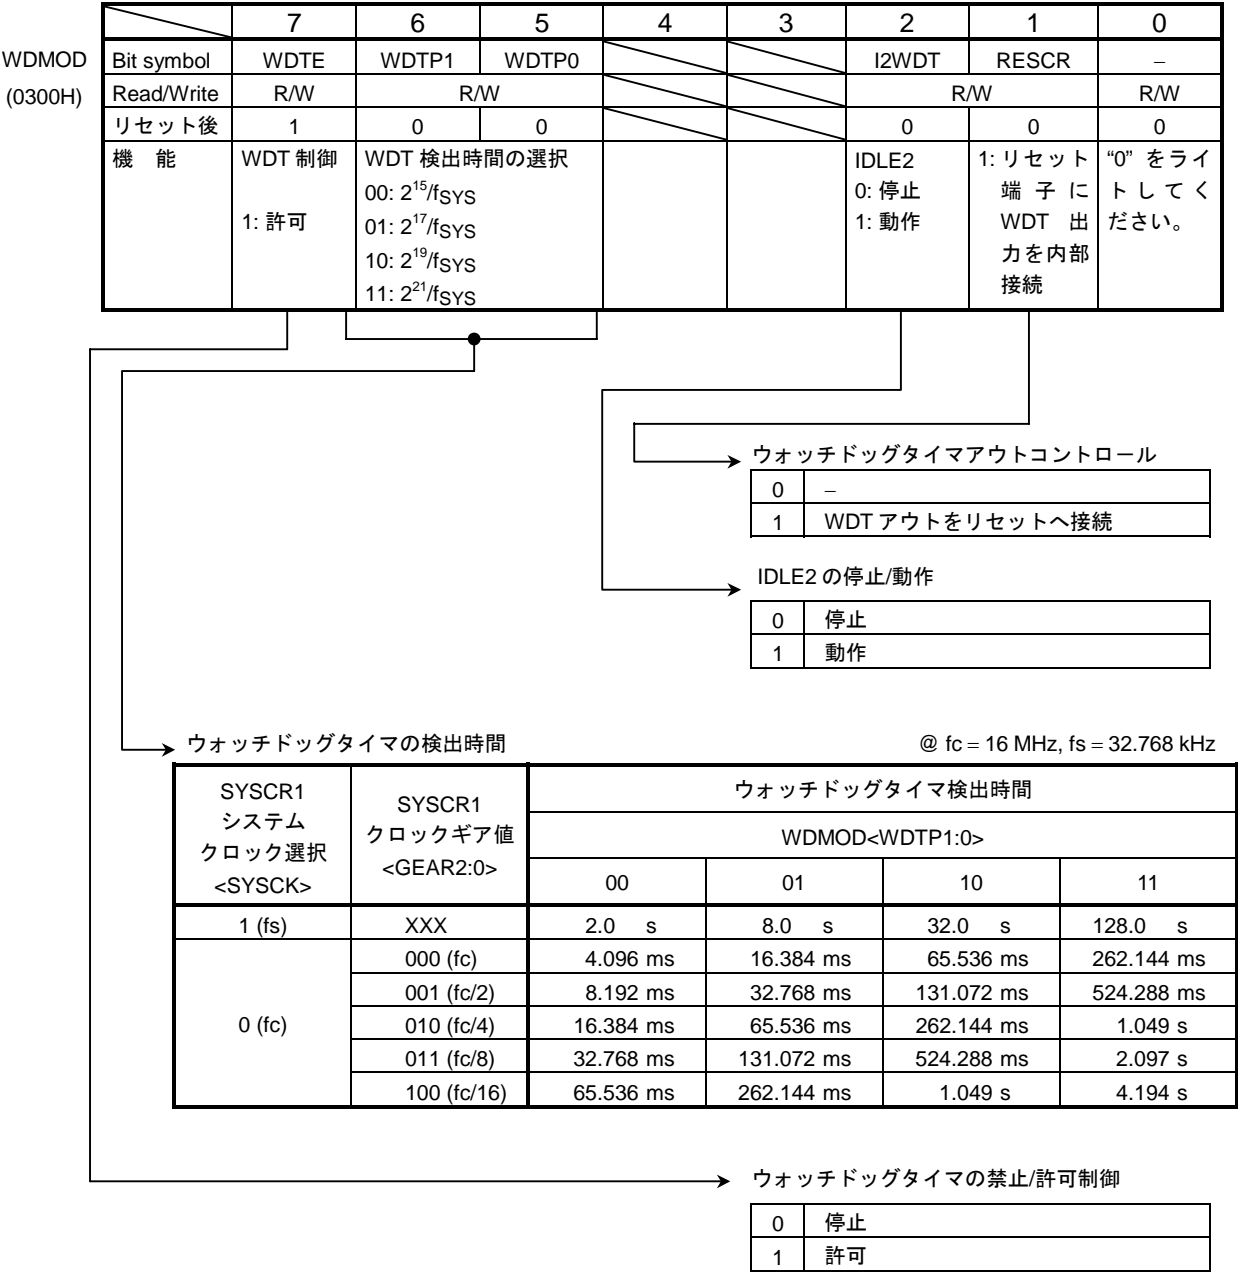 7 6 5 4 3 2 1 0
WDMOD Bit symbol WDTE WDTP1 WDTP0 I2WDT RESCR –
(0300H) Read/Write R/W R/W R/W R/W
リセット後 1 0 0 0 0 0
機 能 WDT 制御 WDT 検出時間の選択 IDLE2 1: リセット “0” をライ
00: 2^15/fSYS 0: 停止 端子に トしてく
1: 許可 01: 2^17/fSYS 1: 動作 WDT 出 ださい。
10: 2^19/fSYS 力を内部
11: 2^21/fSYS 接続
ウォッチドッグタイマアウトコントロール
0 –
1 WDT アウトをリセットへ接続
IDLE2 の停止/動作
0 停止
1 動作
ウォッチドッグタイマの検出時間 @ fc = 16 MHz, fs = 32.768 kHz
SYSCR1
システム
クロック選択
<SYSCK>
SYSCR1
クロックギア値
<GEAR2:0>
ウォッチドッグタイマ検出時間
WDMOD<WDTP1:0>
00 01 10 11
1 (fs) XXX 2.0 s 8.0 s 32.0 s 128.0 s
0 (fc)
000 (fc) 4.096 ms 16.384 ms 65.536 ms 262.144 ms
001 (fc/2) 8.192 ms 32.768 ms 131.072 ms 524.288 ms
010 (fc/4) 16.384 ms 65.536 ms 262.144 ms 1.049 s
011 (fc/8) 32.768 ms 131.072 ms 524.288 ms 2.097 s
100 (fc/16) 65.536 ms 262.144 ms 1.049 s 4.194 s
ウォッチドッグタイマの禁止/許可制御
0 停止
1 許可